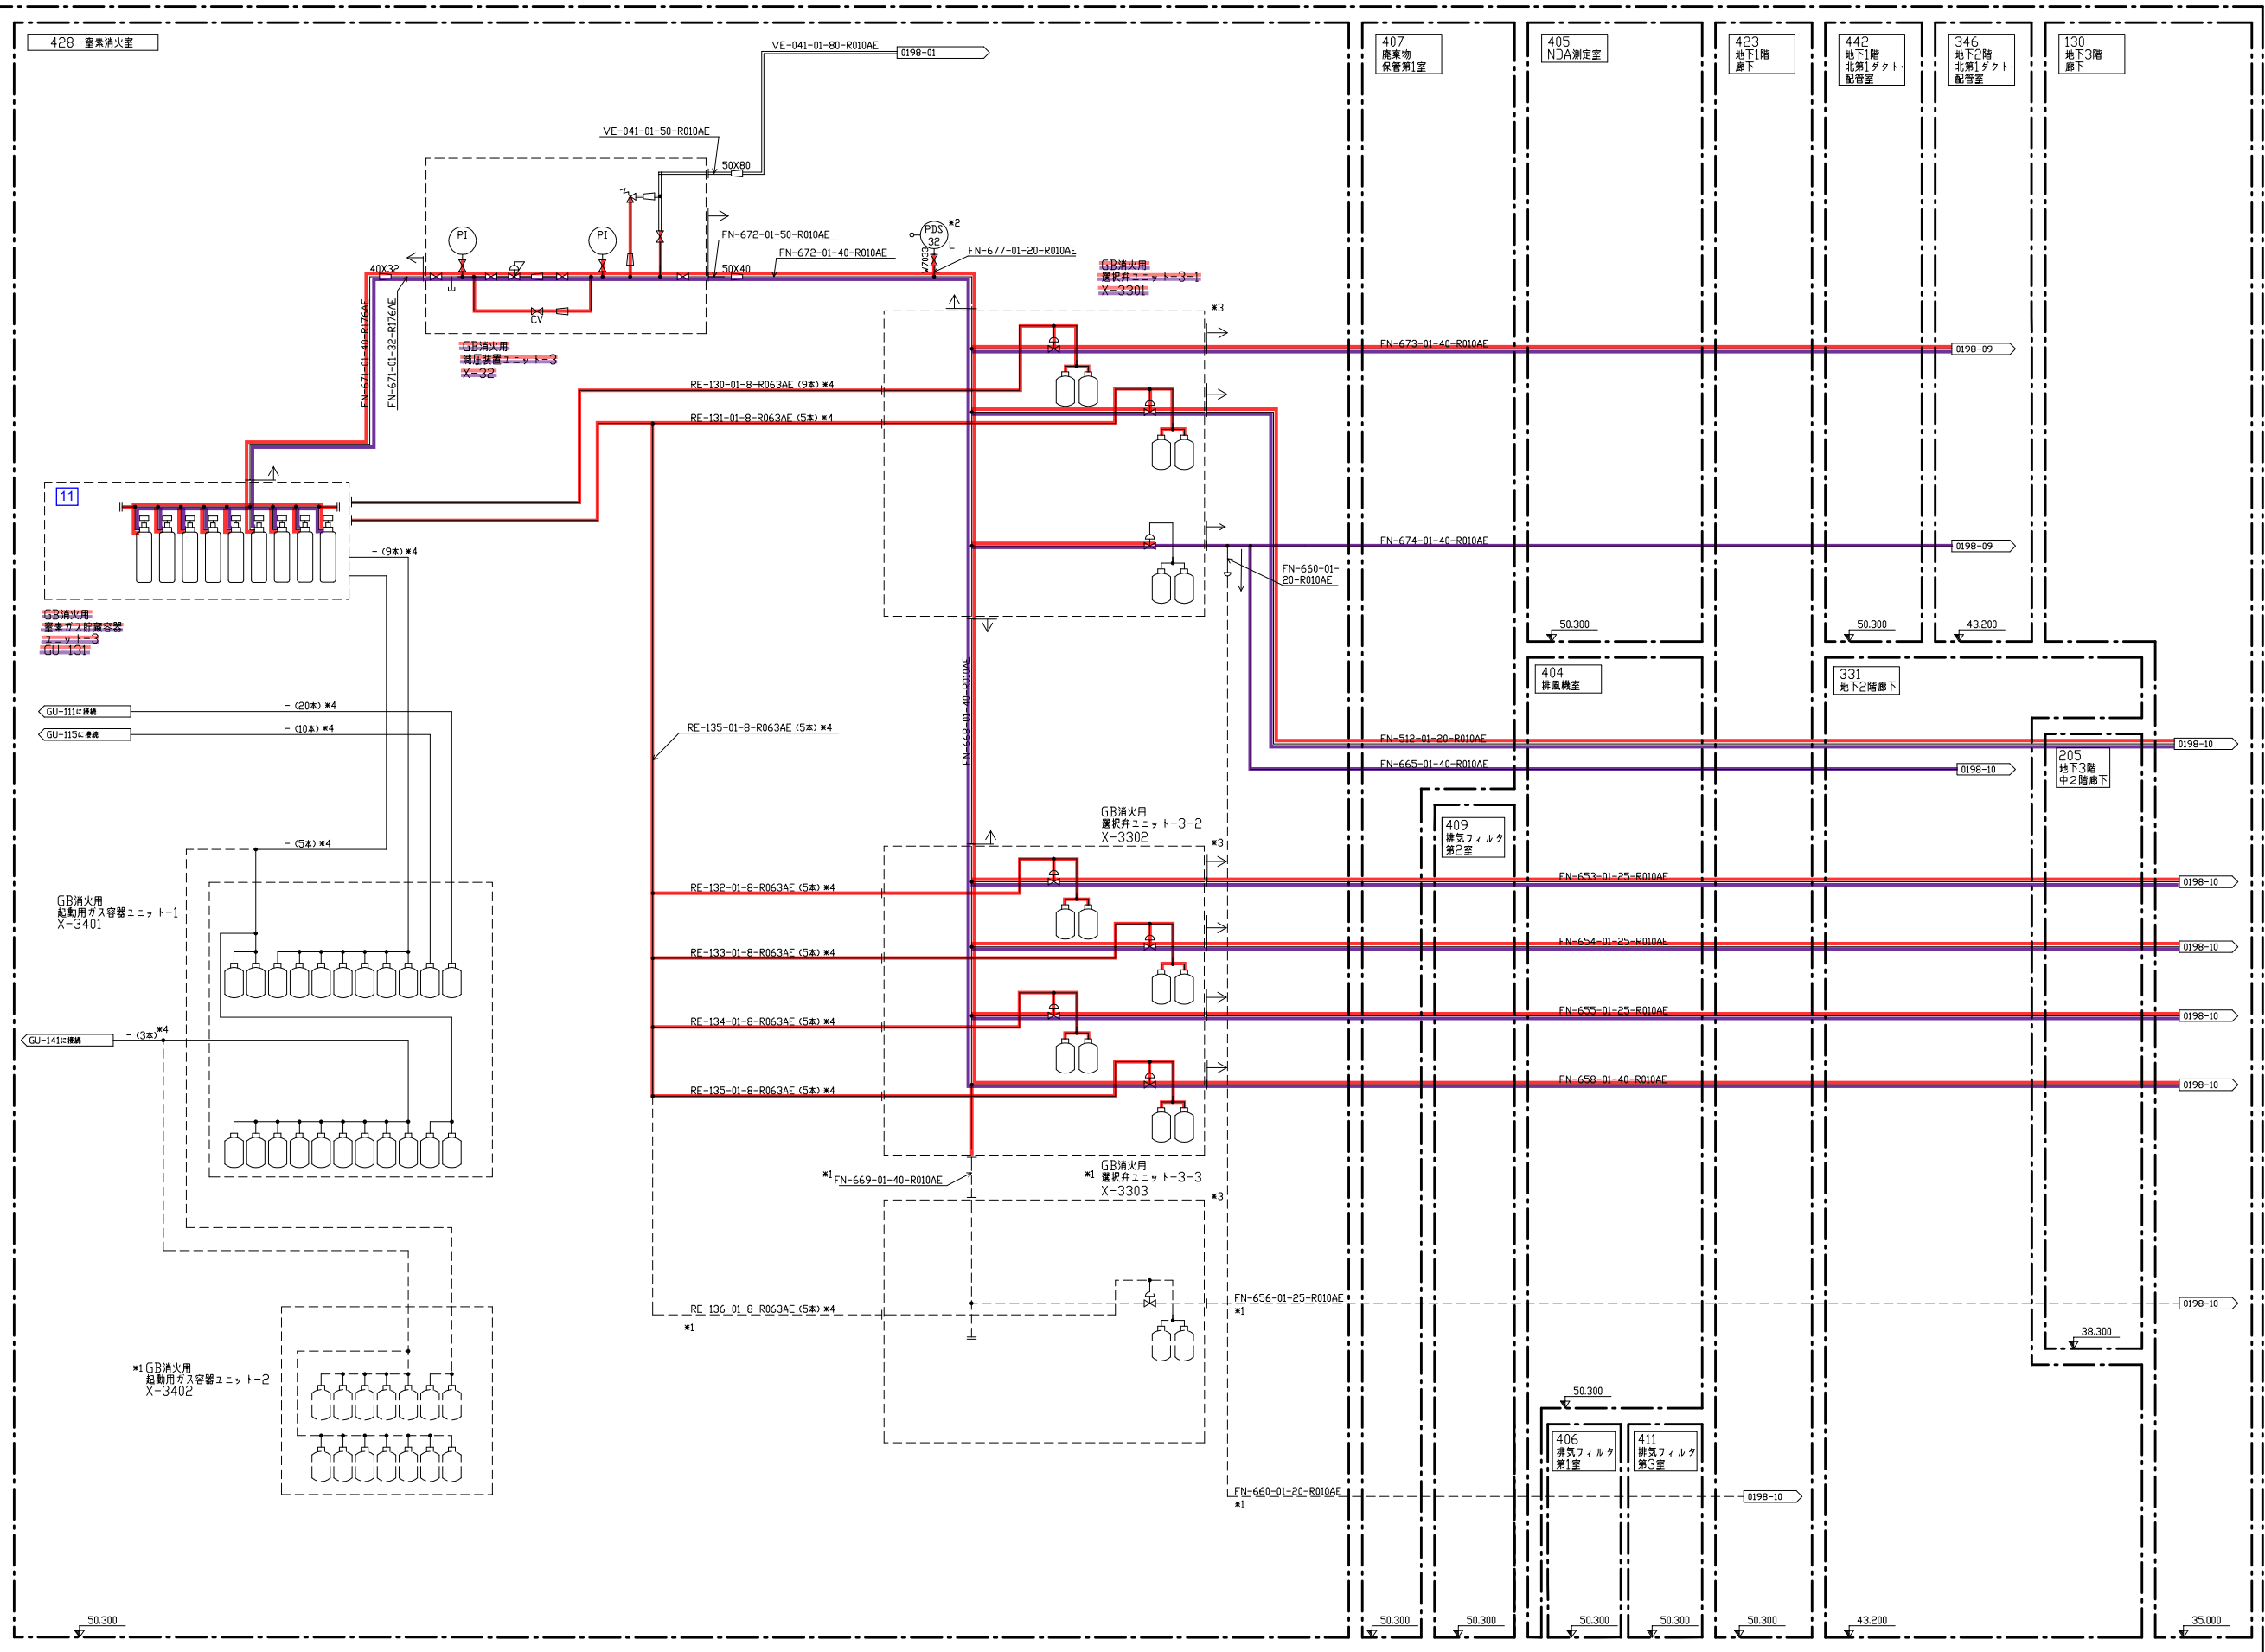 428 窒素消火室
VE-041-01-80-R010AE
0198-01
407
廃棄物
保管第1室
405
NDA測定室
423
地下1階
廊下
442
地下1階
北第1ダクト・
配管室
346
地下2階
北第1ダクト・
配管室
130
地下3階
廊下
VE-041-01-50-R010AE
50X80
PI
PI
CV
40X32
FN-672-01-50-R010AE
FN-672-01-40-R010AE
50X40
PDS
32
※2
L
W7033
FN-677-01-20-R010AE
FN-671-01-40-R176AE
FN-671-01-32-R176AE
GB消火用
減圧装置ユニット-3
X-32
GB消火用
選択弁ユニット-3-1
X-3301
※3
FN-673-01-40-R010AE
0198-09
RE-130-01-8-R063AE (9本) ※4
RE-131-01-8-R063AE (5本) ※4
11
- (9本) ※4
FN-674-01-40-R010AE
0198-09
FN-660-01-
20-R010AE
GB消火用
窒素ガス貯蔵容器
ユニット-3
GU-131
50.300
50.300
43.200
404
排風機室
331
地下2階廊下
FN-668-01-40-R010AE
GU-111に接続
- (20本) ※4
GU-115に接続
- (10本) ※4
RE-135-01-8-R063AE (5本) ※4
FN-512-01-20-R010AE
0198-10
FN-665-01-40-R010AE
0198-10
205
地下3階
中2階廊下
409
排気フィルタ
第2室
- (5本) ※4
GB消火用
選択弁ユニット-3-2
X-3302
※3
GB消火用
起動用ガス容器ユニット-1
X-3401
RE-132-01-8-R063AE (5本) ※4
FN-653-01-25-R010AE
0198-10
RE-133-01-8-R063AE (5本) ※4
FN-654-01-25-R010AE
0198-10
RE-134-01-8-R063AE (5本) ※4
FN-655-01-25-R010AE
0198-10
GU-141に接続
- (3本) ※4
RE-135-01-8-R063AE (5本) ※4
FN-658-01-40-R010AE
0198-10
※1 FN-669-01-40-R010AE
※1 GB消火用
選択弁ユニット-3-3
X-3303
※3
RE-136-01-8-R063AE (5本) ※4
※1
FN-656-01-25-R010AE
※1
0198-10
38.300
※1 GB消火用
起動用ガス容器ユニット-2
X-3402
50.300
406
排気フィルタ
第1室
411
排気フィルタ
第3室
FN-660-01-20-R010AE
※1
0198-10
50.300
50.300
50.300
50.300
50.300
50.300
43.200
35.000